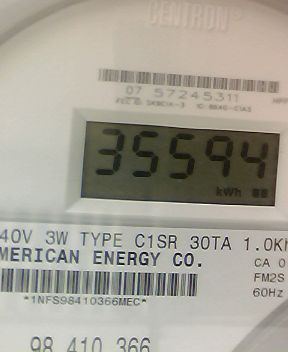 CENTRON®
07 57245311
35594
kWh
40V 3W TYPE C1SR 30TA 1.0Kh
MERICAN ENERGY CO.
CA 0
FM2S
60Hz
*1NFS98410366MEC*
98 410 366